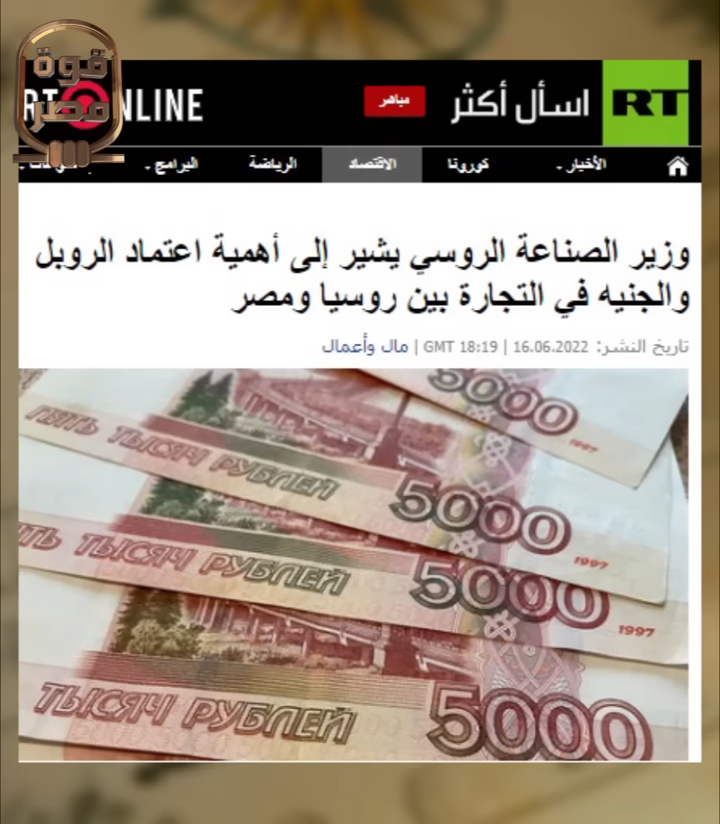 قوة
مصر
NLINE
مباشر
اسأل أكثر
RT
الأخبار
كورونا
الاقتصاد
الرياضة
البرامج
وزير الصناعة الروسي يشير إلى أهمية اعتماد الروبل
والجنيه في التجارة بين روسيا ومصر
تاريخ النشر: 16.06.2022 | 18:19 GMT | مال وأعمال
5000
1997
ПЯТЬ ТЫСЯЧ РУБЛЕЙ
5000
1997
ТЫСЯЧ РУБЛЕЙ
5000
1997
ТЫСЯЧ РУБЛЕЙ
5000